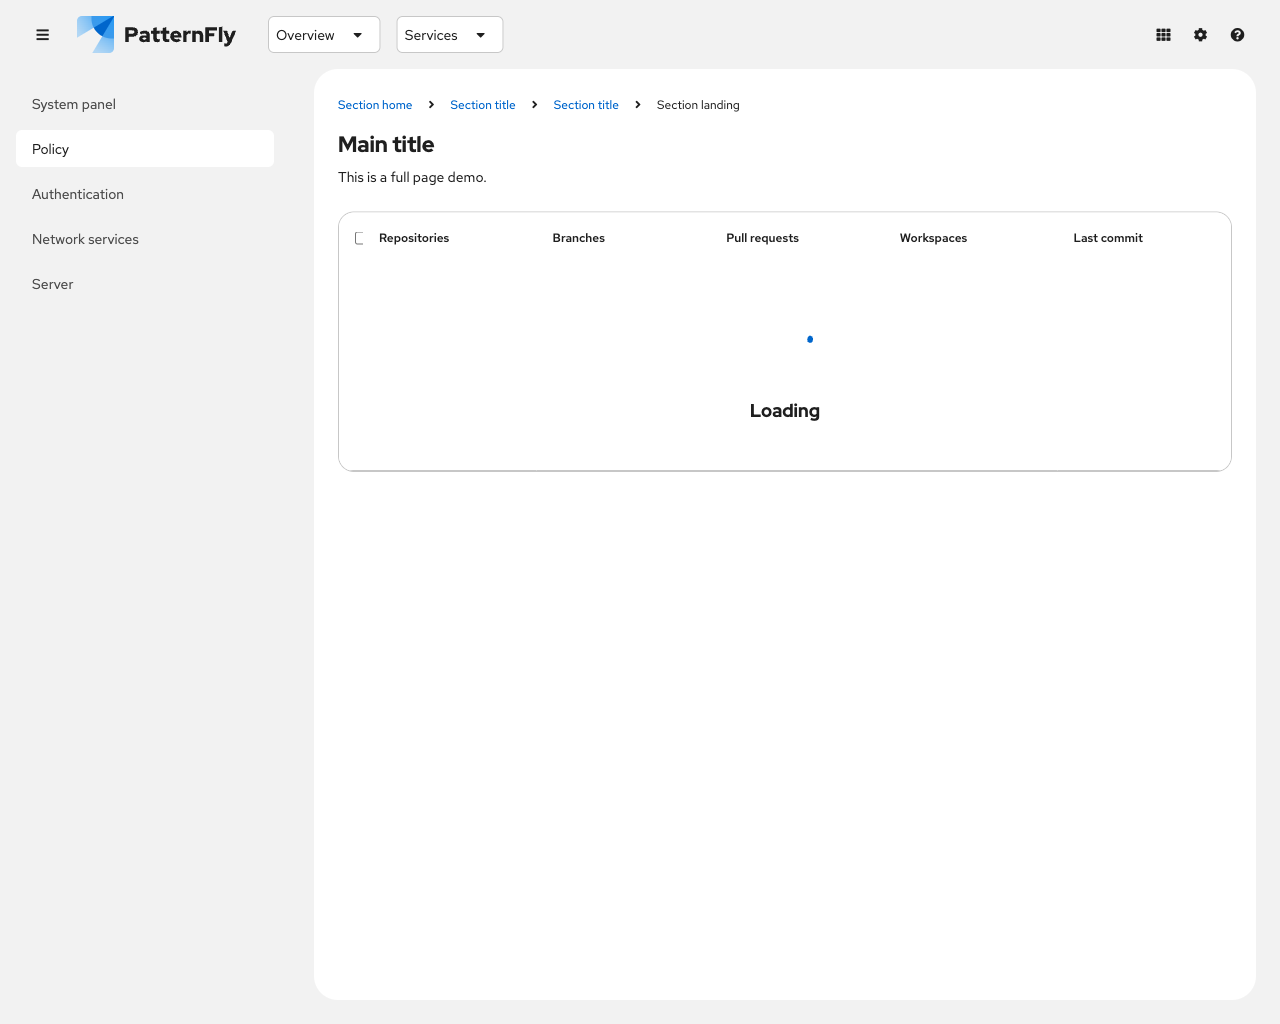 PatternFly
Overview
Services
System panel
Policy
Authentication
Network services
Server
Section home
Section title
Section title
Section landing
Main title
This is a full page demo.
Repositories Branches Pull requests Workspaces Last commit
Loading